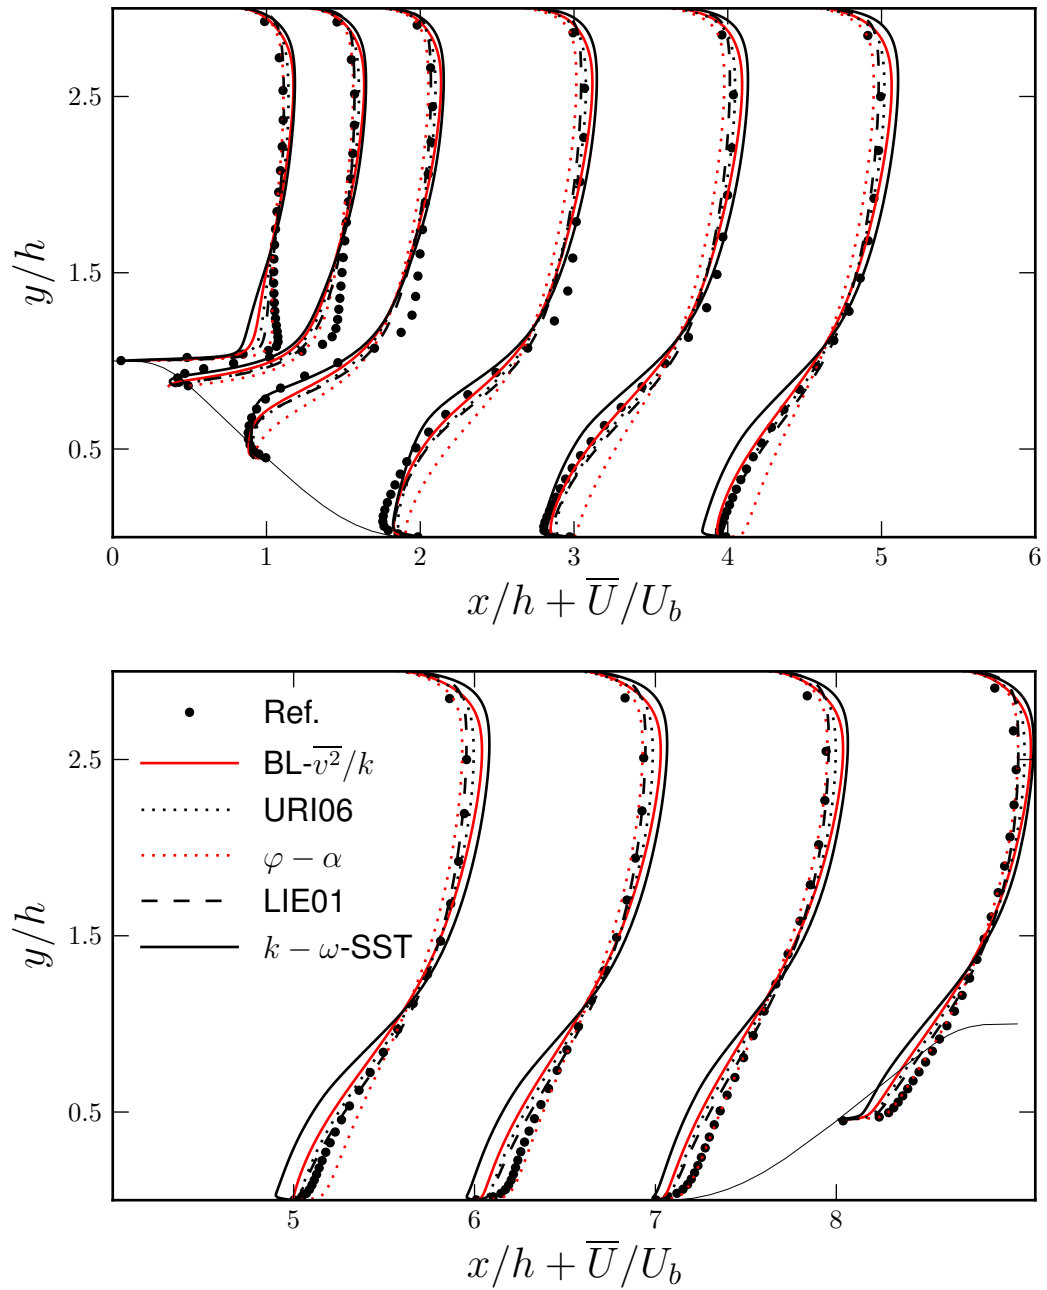 2.5
y/h
1.5
0.5
0 1 2 3 4 5 6
x/h + U̅/U_b
Ref.
BL-v̅²/k
URI06
φ − α
LIE01
k − ω-SST
2.5
y/h
1.5
0.5
5 6 7 8
x/h + U̅/U_b